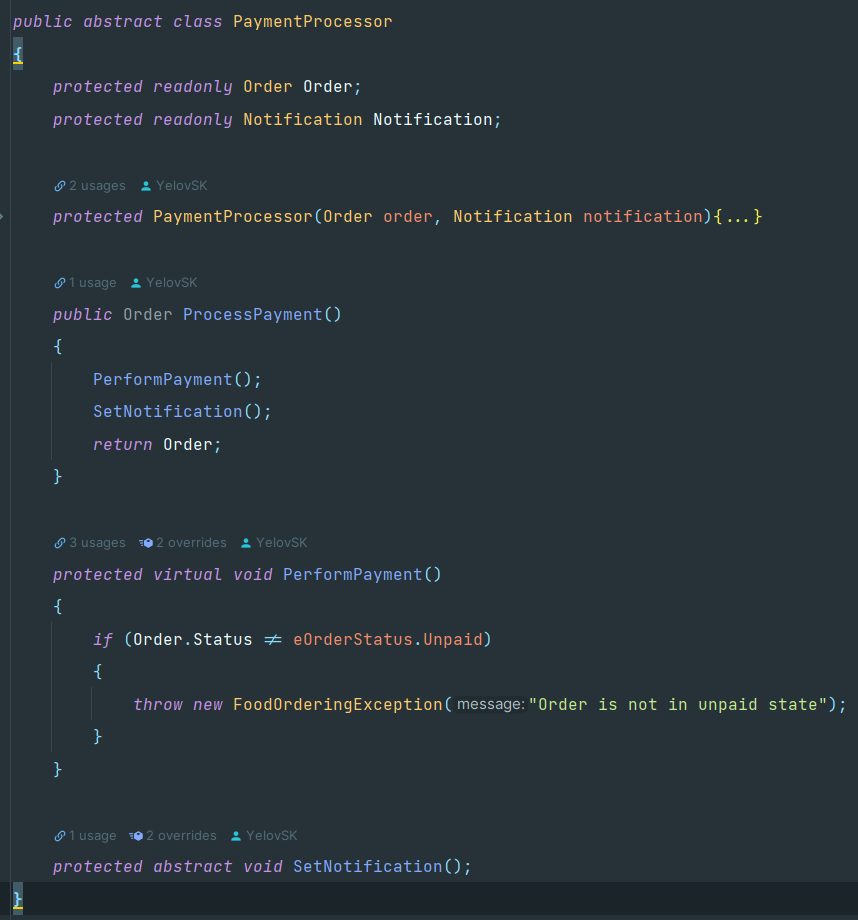 public abstract class PaymentProcessor
{
protected readonly Order Order;
protected readonly Notification Notification;
2 usages YelovSK
protected PaymentProcessor(Order order, Notification notification){...}
1 usage YelovSK
public Order ProcessPayment()
{
PerformPayment();
SetNotification();
return Order;
}
3 usages 2 overrides YelovSK
protected virtual void PerformPayment()
{
if (Order.Status ≠ eOrderStatus.Unpaid)
{
throw new FoodOrderingException( message: "Order is not in unpaid state");
}
}
1 usage 2 overrides YelovSK
protected abstract void SetNotification();
}